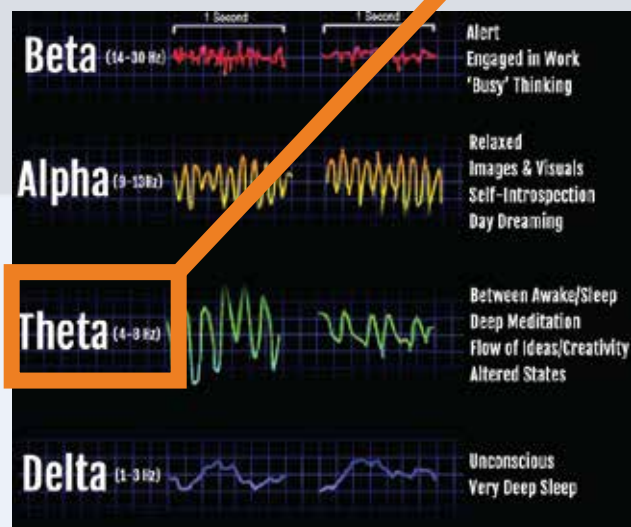 1 Second 1 Second
Beta (14-30 Hz)
Alert
Engaged in Work
'Busy' Thinking
Alpha (9-13Hz)
Relaxed
Images & Visuals
Self-Introspection
Day Dreaming
Theta (4-8 Hz)
Between Awake/Sleep
Deep Meditation
Flow of Ideas/Creativity
Altered States
Delta (1-3 Hz)
Unconscious
Very Deep Sleep